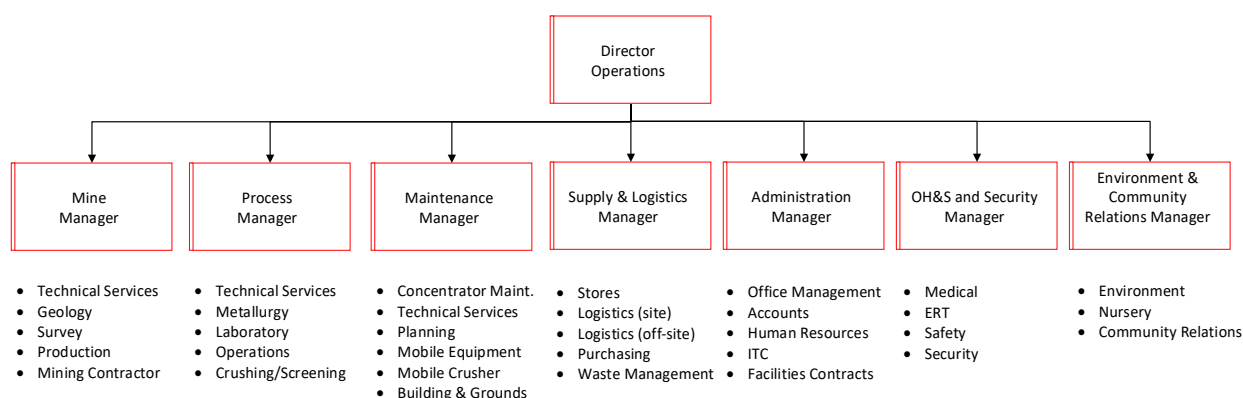 Director
Operations
Mine
Manager
Process
Manager
Maintenance
Manager
Supply & Logistics
Manager
Administration
Manager
OH&S and Security
Manager
Environment &
Community
Relations Manager
• Technical Services
• Geology
• Survey
• Production
• Mining Contractor
• Technical Services
• Metallurgy
• Laboratory
• Operations
• Crushing/Screening
• Concentrator Maint.
• Technical Services
• Planning
• Mobile Equipment
• Mobile Crusher
• Building & Grounds
• Stores
• Logistics (site)
• Logistics (off-site)
• Purchasing
• Waste Management
• Office Management
• Accounts
• Human Resources
• ITC
• Facilities Contracts
• Medical
• ERT
• Safety
• Security
• Environment
• Nursery
• Community Relations